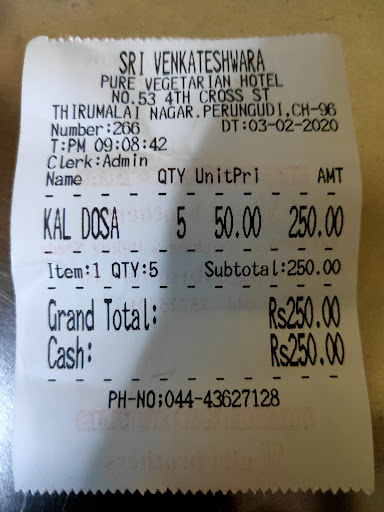 SRI VENKATESHWARA
PURE VEGETARIAN HOTEL
NO.53 4TH CROSS ST
THIRUMALAI NAGAR.PERUNGUDI,CH-96
Number:266 DT:03-02-2020
T:PM 09:08:42
Clerk:Admin
Name QTY UnitPri AMT
KAL DOSA 5 50.00 250.00
Item:1 QTY:5 Subtotal:250.00
Grand Total: Rs250.00
Cash: Rs250.00
PH-NO:044-43627128